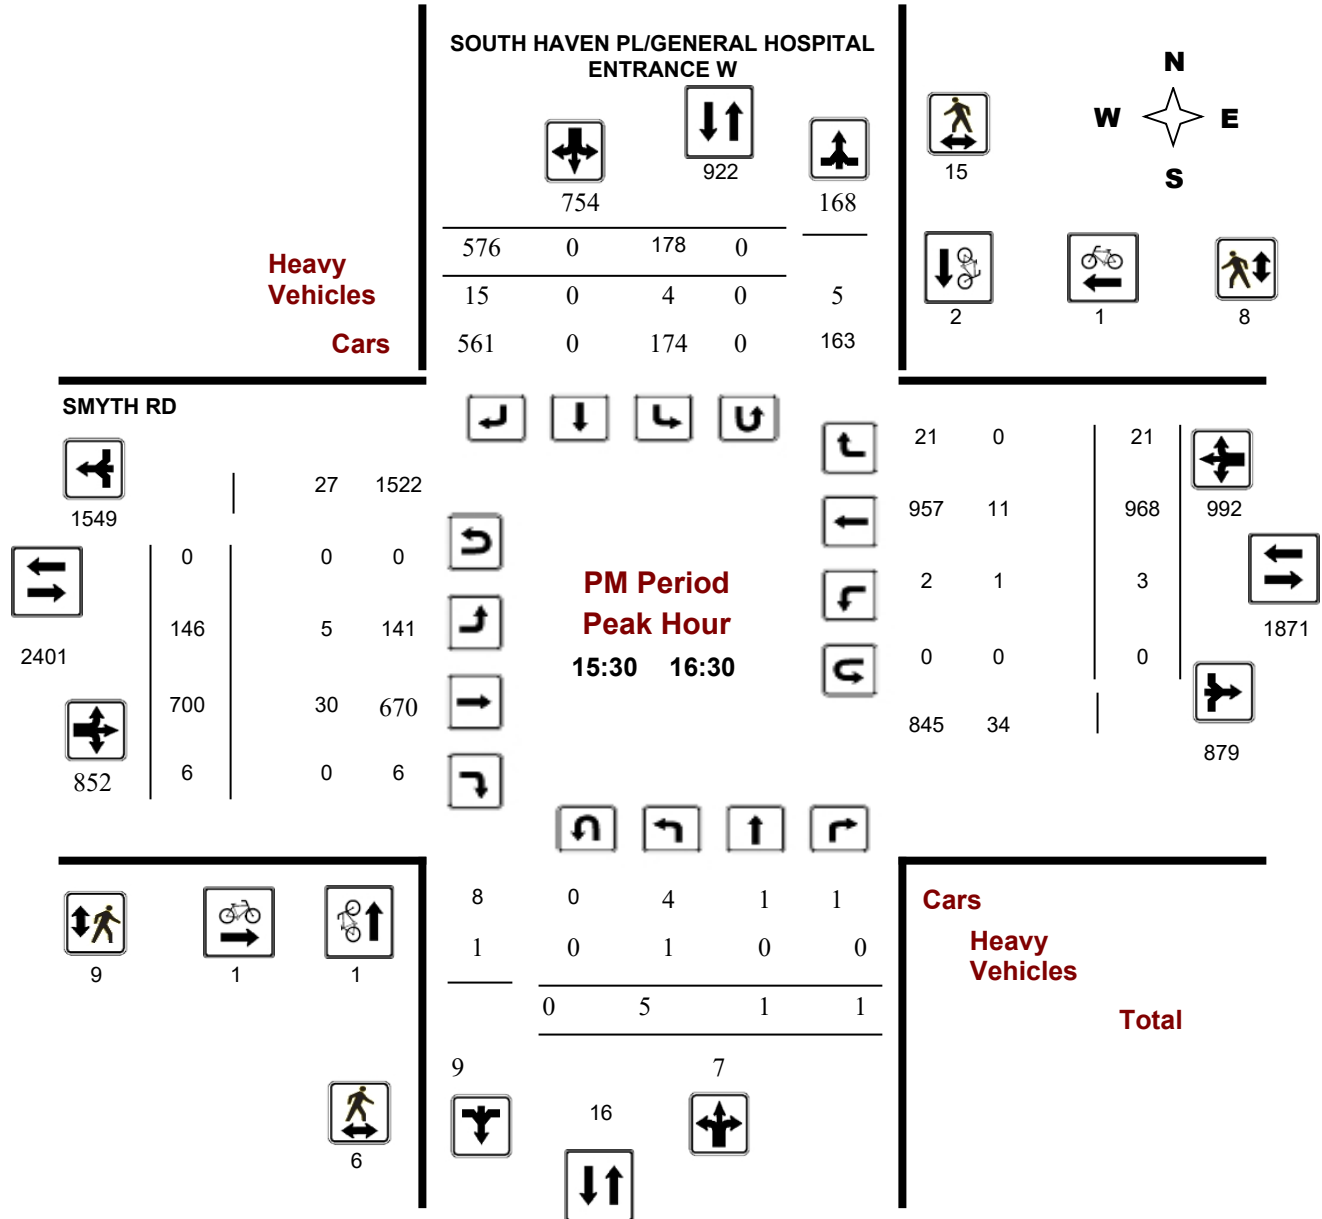 SOUTH HAVEN PL/GENERAL HOSPITAL
ENTRANCE W
N
W E
S
922
15
754
168
576 0 178 0
Heavy
Vehicles
15 0 4 0 5
Cars
561 0 174 0 163
2 1 8
SMYTH RD
1549
27 1522
0 0 0
146 5 141
2401
700 30 670
852
6 0 6
PM Period
Peak Hour
15:30 16:30
21 0 21
957 11 968 992
2 1 3
1871
0 0 0
845 34
879
8 0 4 1 1
1 0 1 0 0
0 5 1 1
9 7
16
9 1 1
6
Cars
Heavy
Vehicles
Total